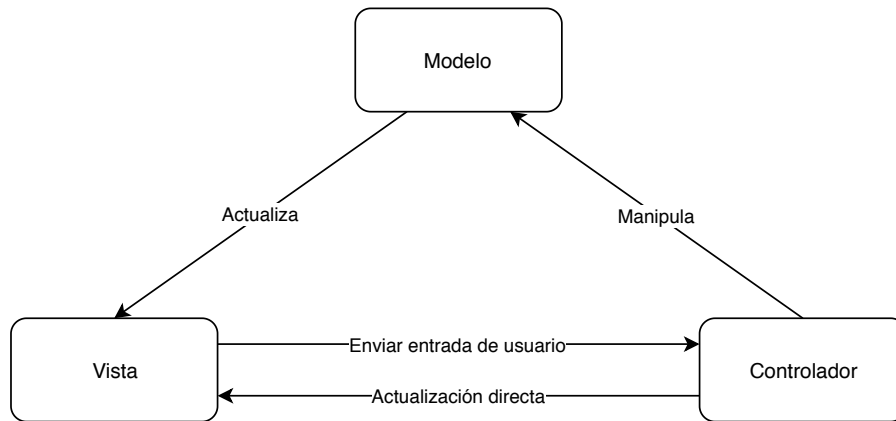 Modelo
Actualiza
Manipula
Enviar entrada de usuario
Vista
Controlador
Actualización directa